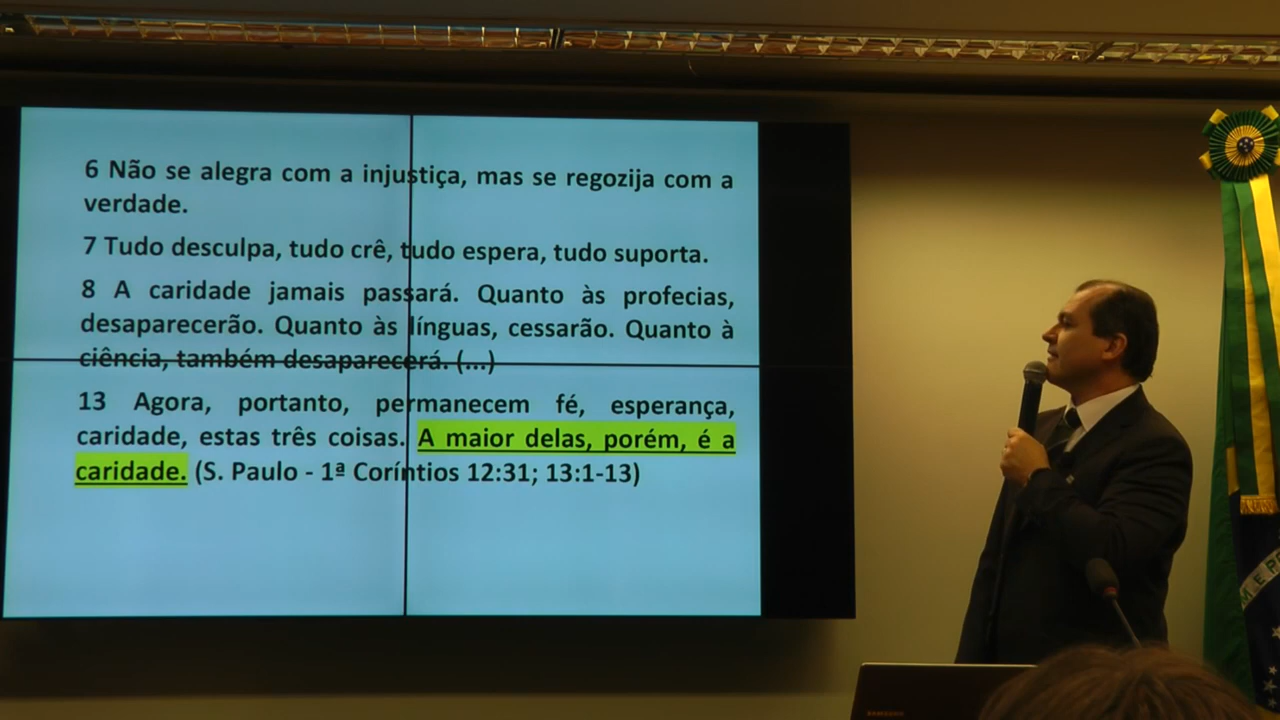 6 Não se alegra com a injustiça, mas se regozija com a
verdade.
7 Tudo desculpa, tudo crê, tudo espera, tudo suporta.
8 A caridade jamais passará. Quanto às profecias,
desaparecerão. Quanto às línguas, cessarão. Quanto à
ciência, também desaparecerá. (...)
13 Agora, portanto, permanecem fé, esperança,
caridade, estas três coisas. A maior delas, porém, é a
caridade. (S. Paulo - 1ª Coríntios 12:31; 13:1-13)
SAMSUNG
M E P